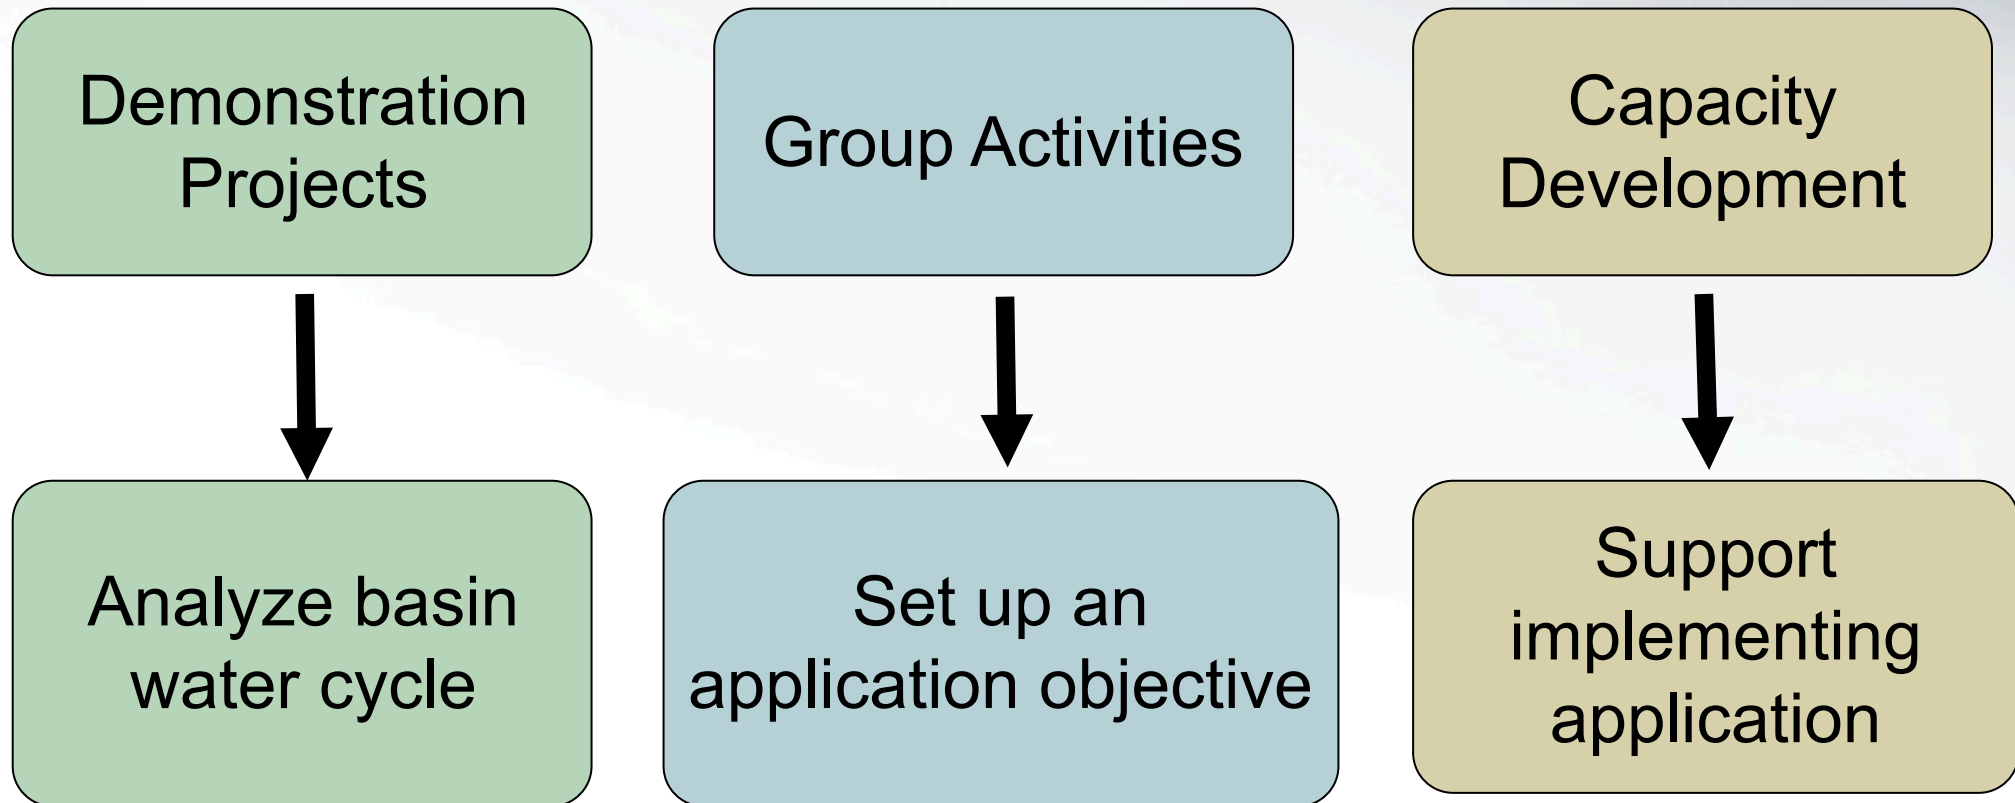 Demonstration
Projects
Group Activities
Capacity
Development
Analyze basin
water cycle
Set up an
application objective
Support
implementing
application